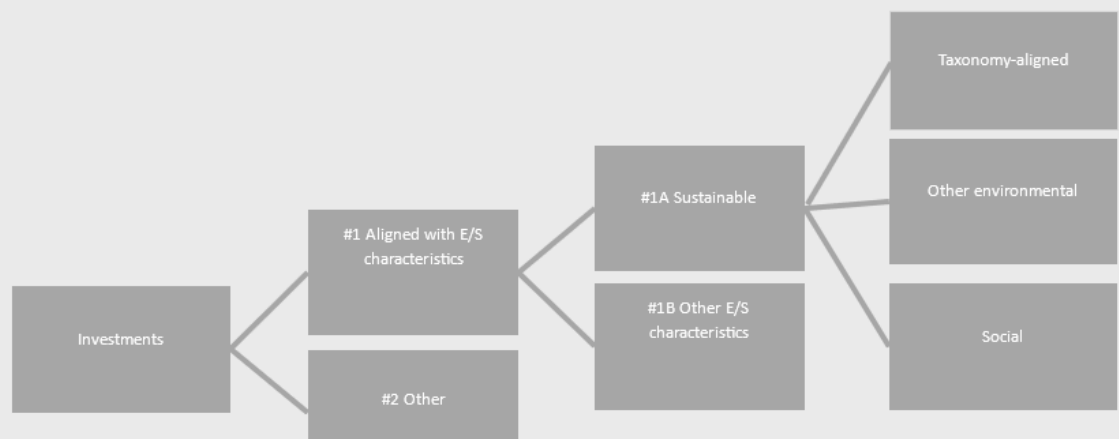 Investments
#1 Aligned with E/S
characteristics
#2 Other
#1A Sustainable
#1B Other E/S
characteristics
Taxonomy-aligned
Other environmental
Social